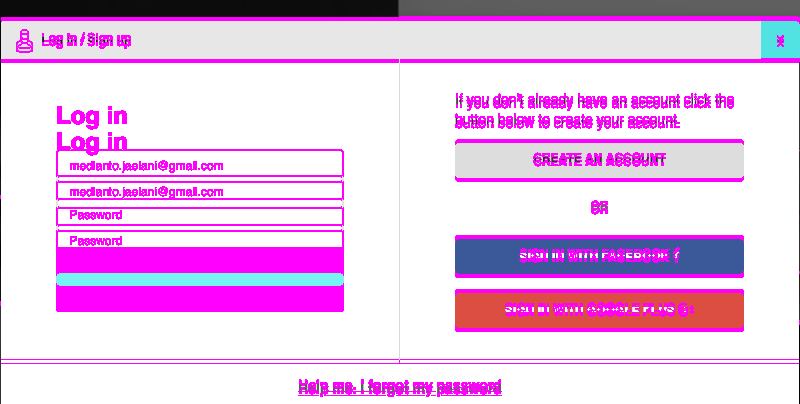 Log in / Sign up
x
Log in
Log in
medianto.jaelani@gmail.com
medianto.jaelani@gmail.com
Password
Password
If you don't already have an account click the
button below to create your account.
CREATE AN ACCOUNT
OR
SIGN IN WITH FACEBOOK
SIGN IN WITH GOOGLE PLUS
Help me. I forgot my password